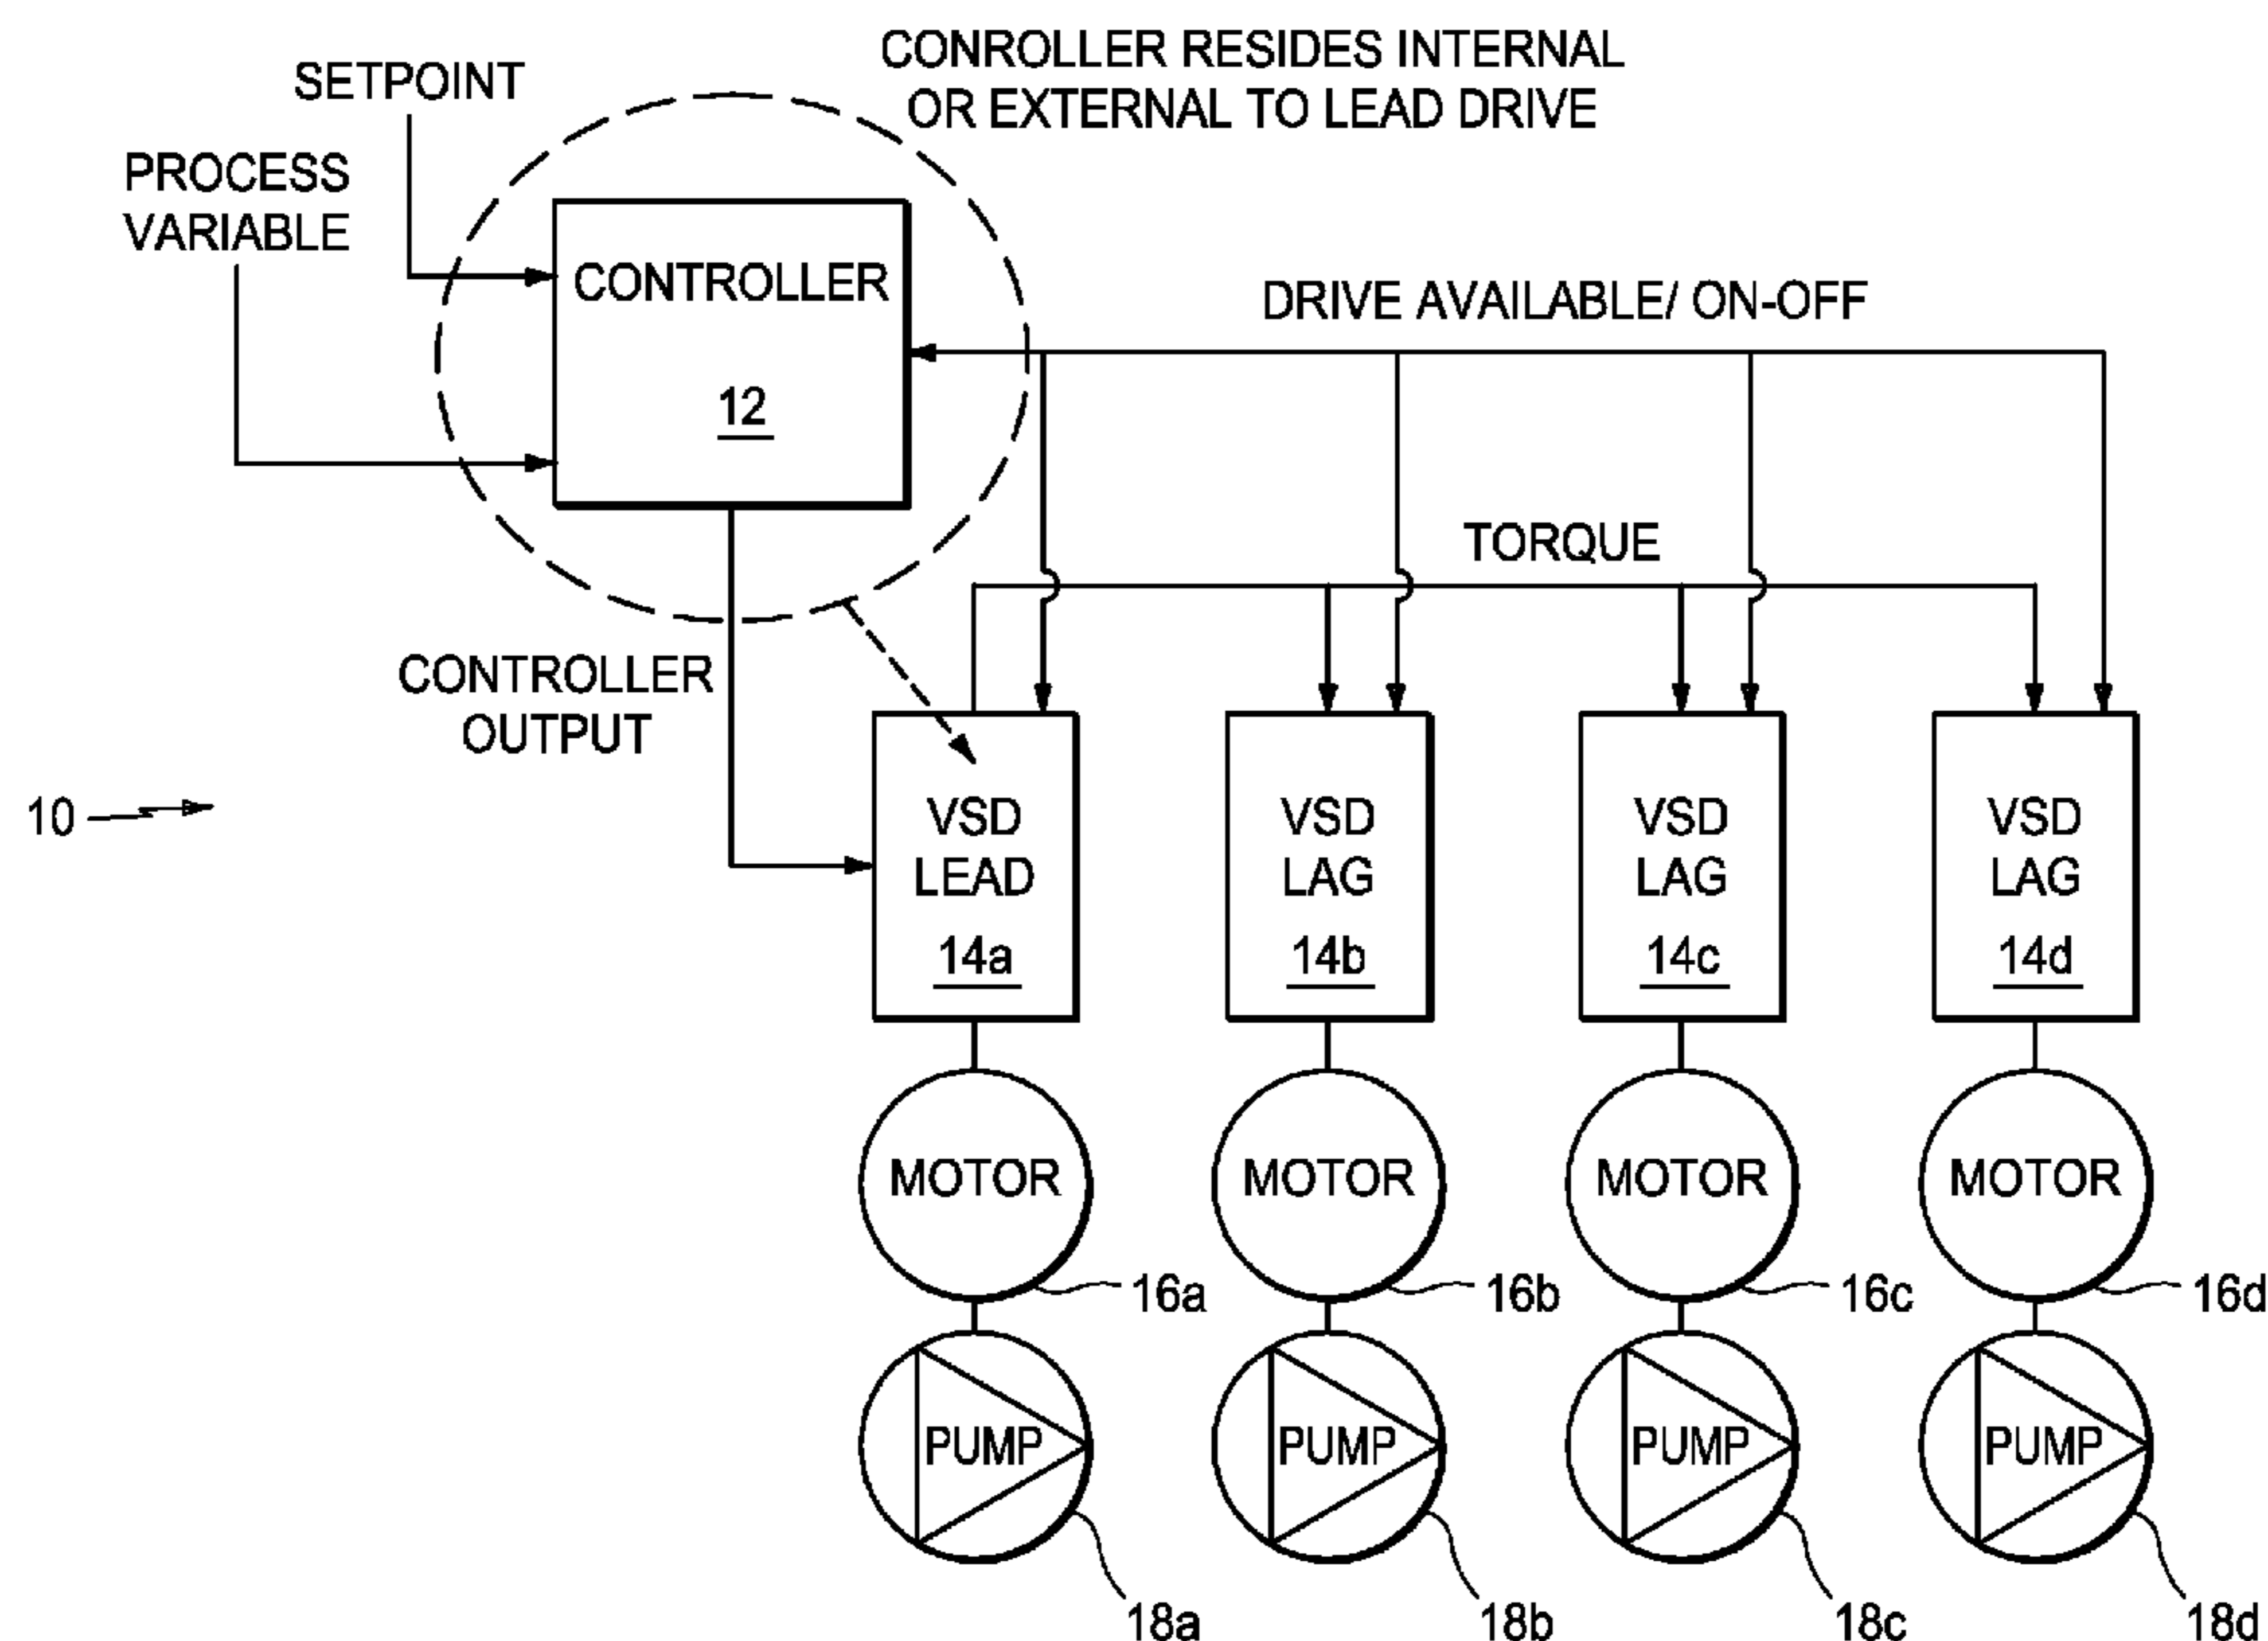 CONROLLER RESIDES INTERNAL
OR EXTERNAL TO LEAD DRIVE
SETPOINT
PROCESS
VARIABLE
CONTROLLER
12
DRIVE AVAILABLE/ ON-OFF
TORQUE
CONTROLLER
OUTPUT
10
VSD
LEAD
14a
VSD
LAG
14b
VSD
LAG
14c
VSD
LAG
14d
MOTOR
MOTOR
MOTOR
MOTOR
16a
16b
16c
16d
PUMP
PUMP
PUMP
PUMP
18a
18b
18c
18d